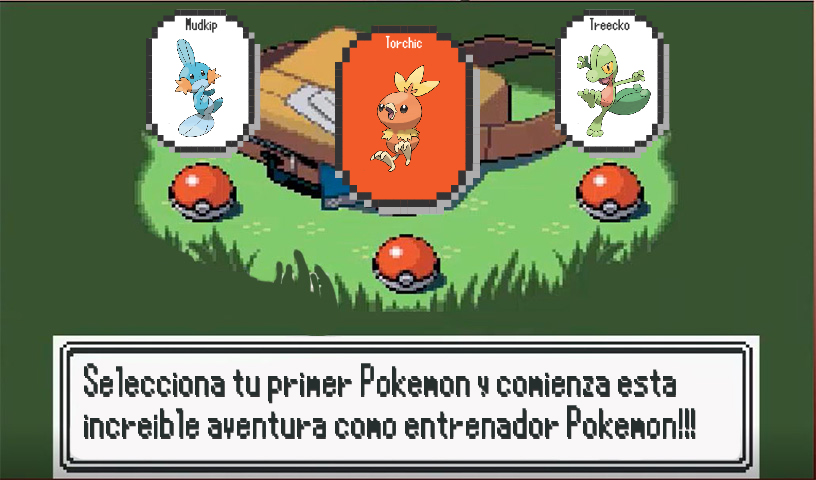 Mudkip
Torchic
Treecko
Selecciona tu primer Pokemon y comienza esta
increible aventura como entrenador Pokemon!!!